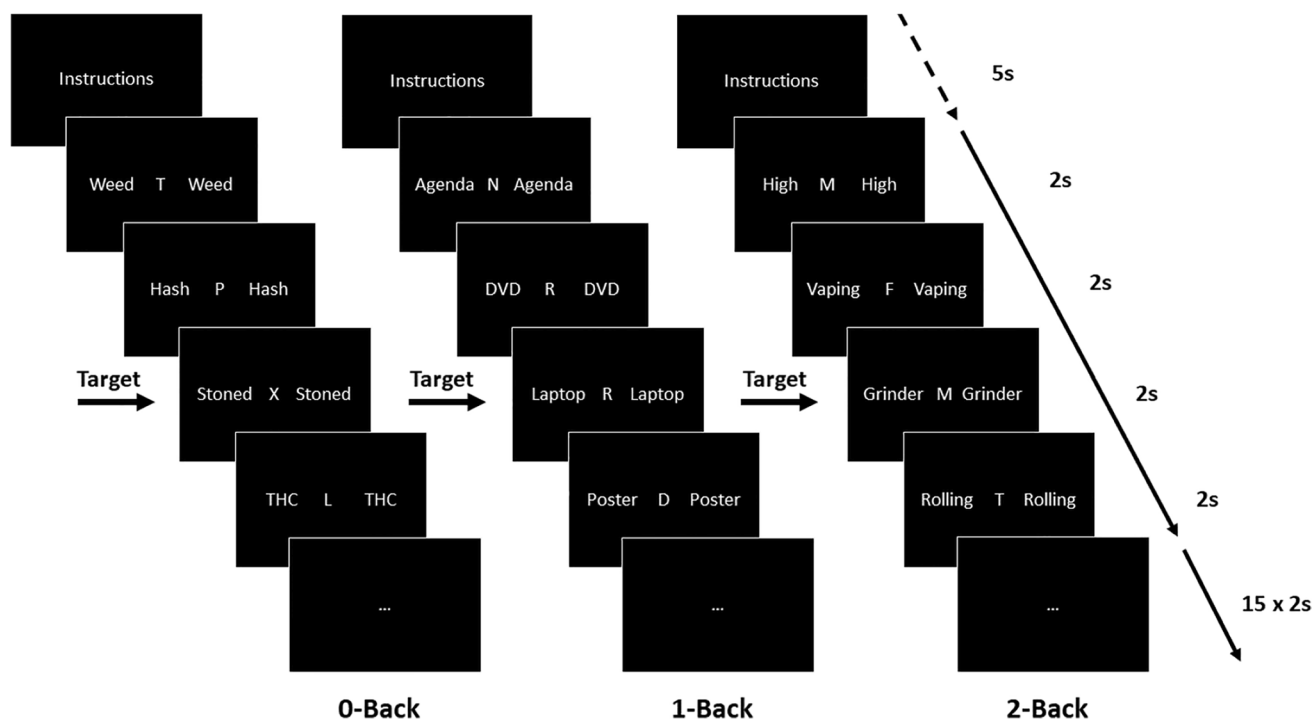 Instructions
Weed T Weed
Hash P Hash
Target
Stoned X Stoned
THC L THC
...
0-Back
Instructions
Agenda N Agenda
DVD R DVD
Target
Laptop R Laptop
Poster D Poster
...
1-Back
Instructions
High M High
Vaping F Vaping
Target
Grinder M Grinder
Rolling T Rolling
...
2-Back
5s
2s
2s
2s
2s
15 x 2s